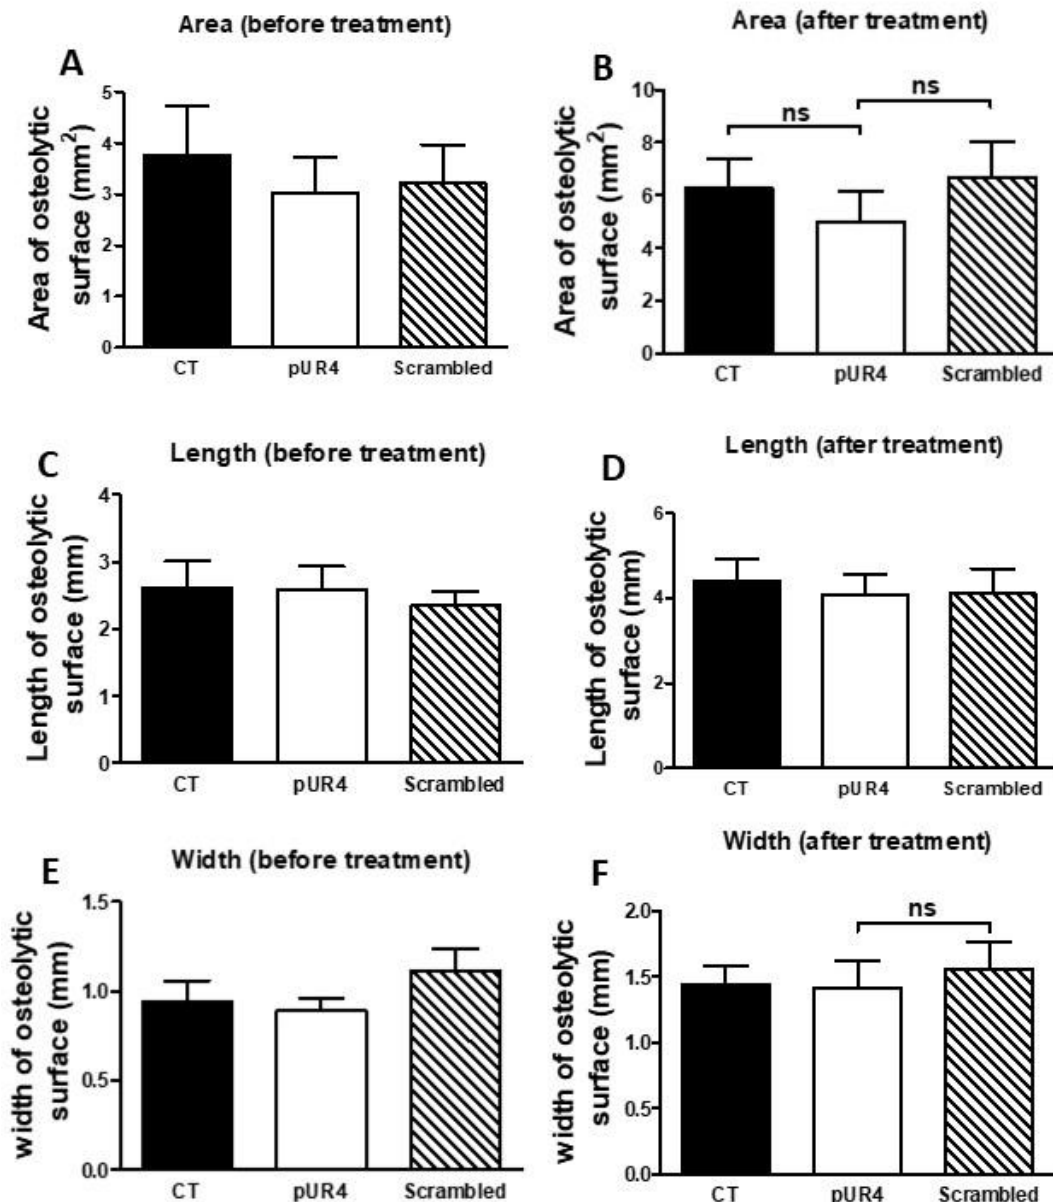 Area (before treatment)
A
Area of osteolytic
surface (mm²)
5
4
3
2
1
0
CT
pUR4
Scrambled
Area (after treatment)
B
Area of osteolytic
surface (mm²)
10
8
6
4
2
0
ns
ns
CT
pUR4
Scrambled
Length (before treatment)
C
Length of osteolytic
surface (mm)
4
3
2
1
0
CT
pUR4
Scrambled
Length (after treatment)
D
Length of osteolytic
surface (mm)
6
4
2
0
CT
pUR4
Scrambled
Width (before treatment)
E
width of osteolytic
surface (mm)
1.5
1.0
0.5
0.0
CT
pUR4
Scrambled
Width (after treatment)
F
width of osteolytic
surface (mm)
2.0
1.5
1.0
0.5
0.0
ns
CT
pUR4
Scrambled